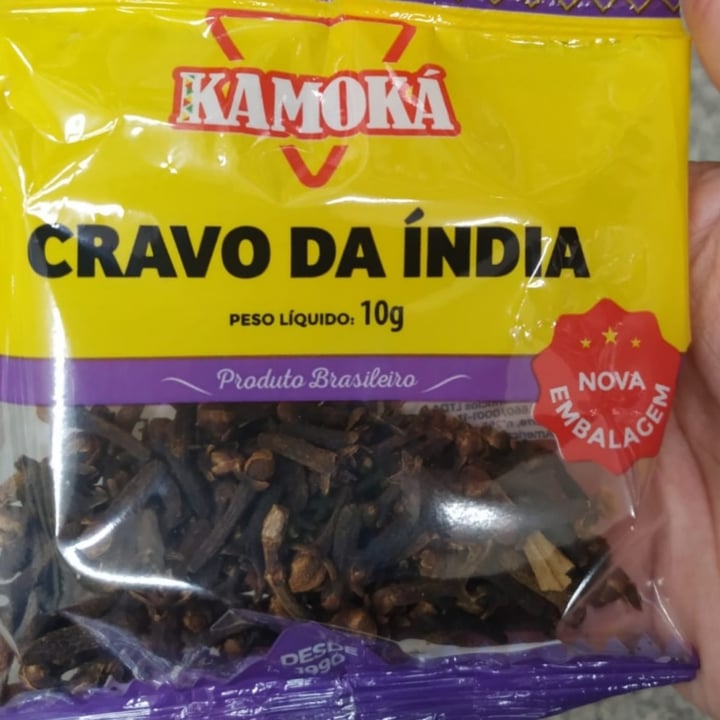 KAMOKÁ
CRAVO DA ÍNDIA
PESO LÍQUIDO: 10g
Produto Brasileiro
NOVA
EMBALAGEM
DESDE
1990